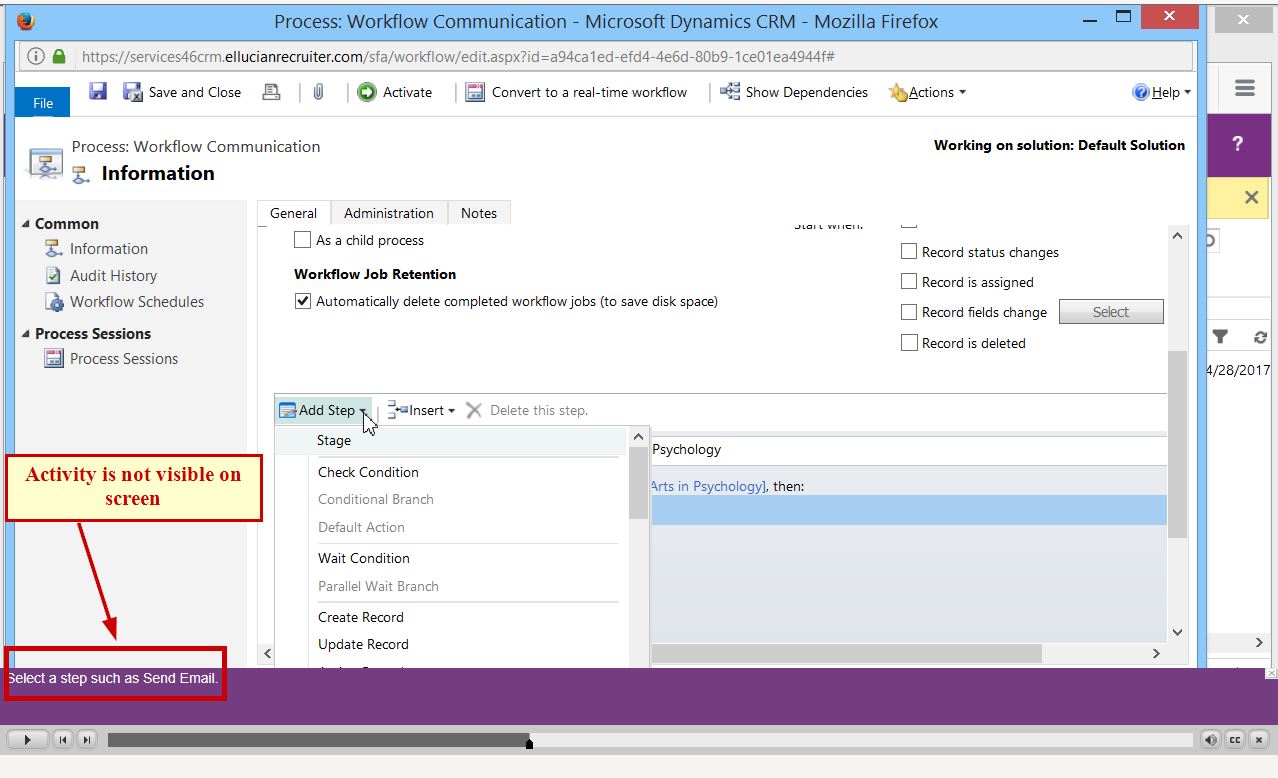 Process: Workflow Communication - Microsoft Dynamics CRM - Mozilla Firefox
https://services46crm.ellucianrecruiter.com/sfa/workflow/edit.aspx?id=a94ca1ed-efd4-4e6d-80b9-1cec1ea4944f#
File
Save and Close
Activate
Convert to a real-time workflow
Show Dependencies
Actions
Help
Process: Workflow Communication
Information
Working on solution: Default Solution
?
Common
Information
Audit History
Workflow Schedules
Process Sessions
Process Sessions
General
Administration
Notes
As a child process
Start when:
Record status changes
Workflow Job Retention
Record is assigned
Automatically delete completed workflow jobs (to save disk space)
Record fields change
Select
Record is deleted
4/28/2017
Add Step
Insert
Delete this step.
Stage
Psychology
Check Condition
Arts in Psychology], then:
Conditional Branch
Default Action
Wait Condition
Parallel Wait Branch
Create Record
Update Record
Activity is not visible on
screen
Select a step such as Send Email.
CC